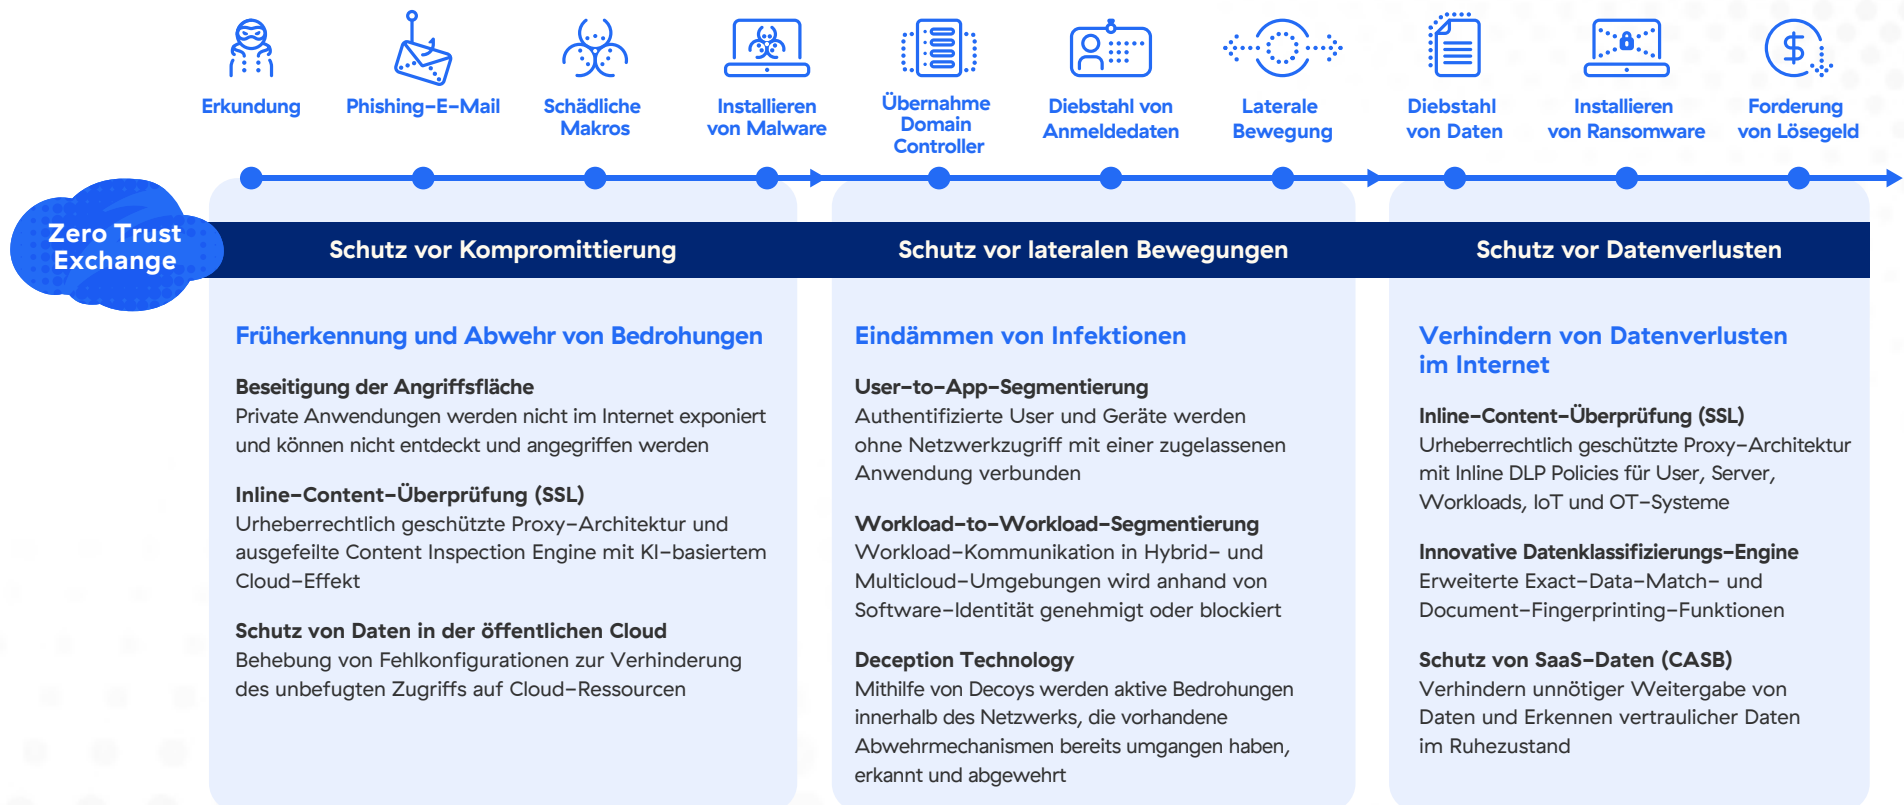 Erkundung
Phishing-E-Mail
Schädliche
Makros
Installieren
von Malware
Übernahme
Domain
Controller
Diebstahl von
Anmeldedaten
Laterale
Bewegung
Diebstahl
von Daten
Installieren
von Ransomware
Forderung
von Lösegeld
Zero Trust
Exchange
Schutz vor Kompromittierung
Schutz vor lateralen Bewegungen
Schutz vor Datenverlusten
Früherkennung und Abwehr von Bedrohungen
Beseitigung der Angriffsfläche
Private Anwendungen werden nicht im Internet exponiert
und können nicht entdeckt und angegriffen werden
Inline-Content-Überprüfung (SSL)
Urheberrechtlich geschützte Proxy-Architektur und
ausgefeilte Content Inspection Engine mit KI-basiertem
Cloud-Effekt
Schutz von Daten in der öffentlichen Cloud
Behebung von Fehlkonfigurationen zur Verhinderung
des unbefugten Zugriffs auf Cloud-Ressourcen
Eindämmen von Infektionen
User-to-App-Segmentierung
Authentifizierte User und Geräte werden
ohne Netzwerkzugriff mit einer zugelassenen
Anwendung verbunden
Workload-to-Workload-Segmentierung
Workload-Kommunikation in Hybrid- und
Multicloud-Umgebungen wird anhand von
Software-Identität genehmigt oder blockiert
Deception Technology
Mithilfe von Decoys werden aktive Bedrohungen
innerhalb des Netzwerks, die vorhandene
Abwehrmechanismen bereits umgangen haben,
erkannt und abgewehrt
Verhindern von Datenverlusten
im Internet
Inline-Content-Überprüfung (SSL)
Urheberrechtlich geschützte Proxy-Architektur
mit Inline DLP Policies für User, Server,
Workloads, IoT und OT-Systeme
Innovative Datenklassifizierungs-Engine
Erweiterte Exact-Data-Match- und
Document-Fingerprinting-Funktionen
Schutz von SaaS-Daten (CASB)
Verhindern unnötiger Weitergabe von
Daten und Erkennen vertraulicher Daten
im Ruhezustand